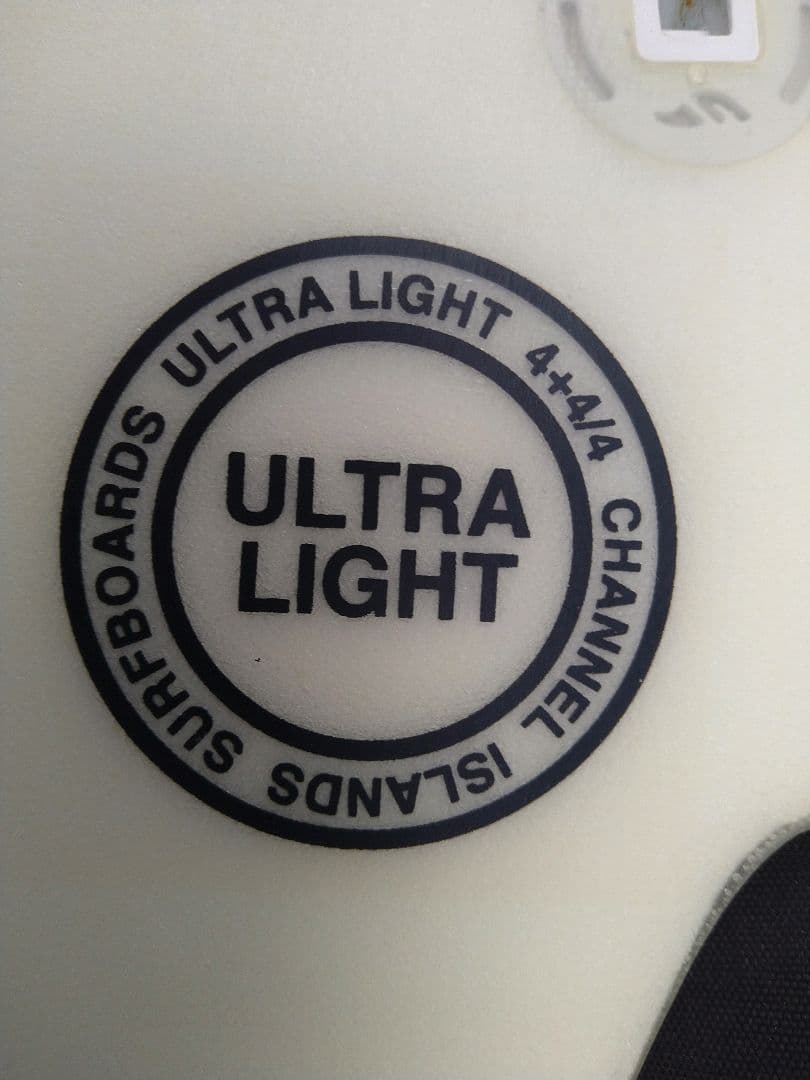 ULTRA LIGHT 4+4/4 CHANNEL ISLANDS SURFBOARDS
ULTRA
LIGHT